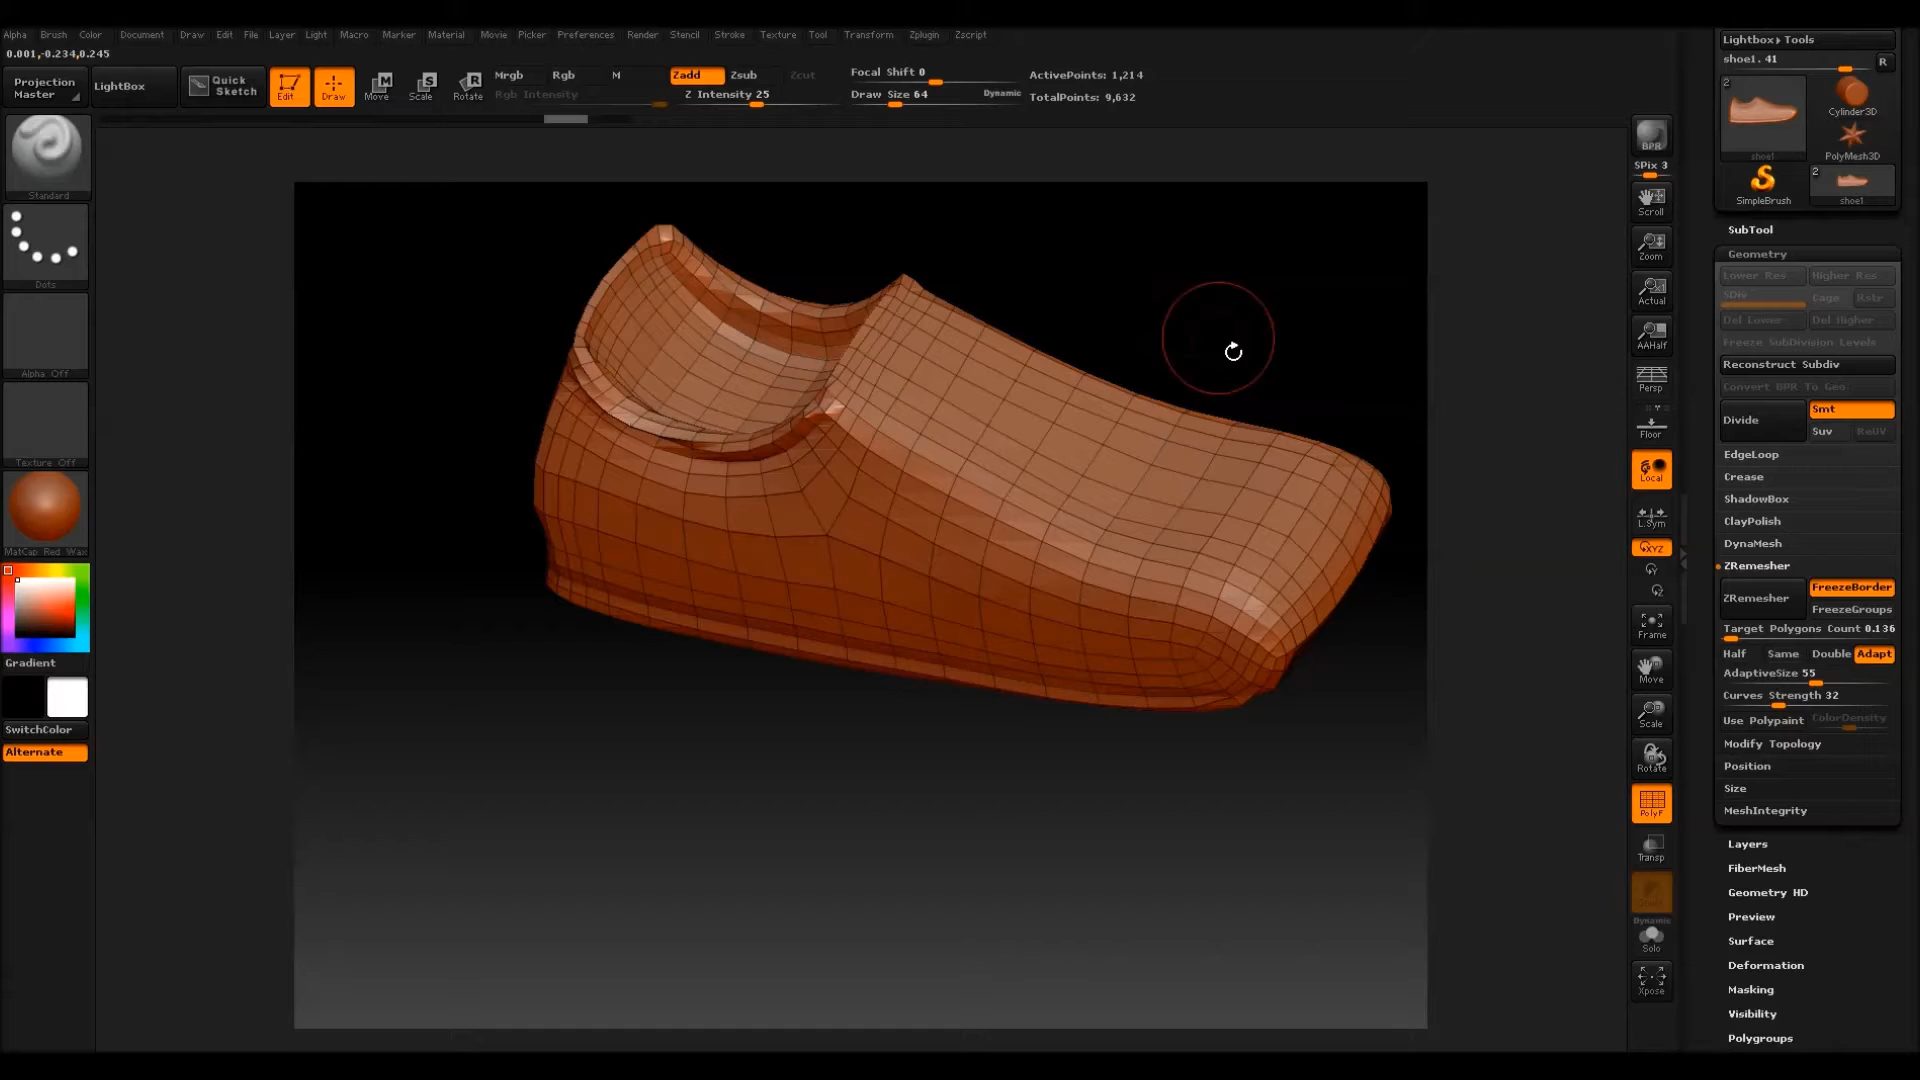 Alpha Brush Color Document Draw Edit File Layer Light Macro Marker Material Movie Picker Preferences Render Stencil Stroke Texture Tool Transform Zplugin Zscript
0.001,-0.234,0.245
Projection Master
LightBox
Quick Sketch
Edit
Draw
Move
Scale
Rotate
Mrgb Rgb M
Rgb Intensity
Zadd Zsub Zcut
Z Intensity 25
Focal Shift 0
Draw Size 64
Dynamic
ActivePoints: 1,214
TotalPoints: 9,632
Standard
Dots
Alpha Off
Texture Off
MatCap Red Wax
Gradient
SwitchColor
Alternate
BPR
SPix 3
Scroll
Zoom
Actual
AAHalf
Persp
Floor
Local
L.Sym
XYZ
Frame
Move
Scale
Rotate
PolyF
Transp
Dynamic
Solo
Xpose
Lightbox▸Tools
shoe1. 41 R
2
shoe1
Cylinder3D
PolyMesh3D
SimpleBrush
2
shoe1
SubTool
Geometry
Lower Res Higher Res
SDiv Cage Rstr
Del Lower Del Higher
Freeze SubDivision Levels
Reconstruct Subdiv
Convert BPR To Geo
Divide
Smt
Suv ReUV
EdgeLoop
Crease
ShadowBox
ClayPolish
DynaMesh
ZRemesher
ZRemesher
FreezeBorder
FreezeGroups
Target Polygons Count 0.136
Half Same Double Adapt
AdaptiveSize 55
Curves Strength 32
Use Polypaint ColorDensity
Modify Topology
Position
Size
MeshIntegrity
Layers
FiberMesh
Geometry HD
Preview
Surface
Deformation
Masking
Visibility
Polygroups